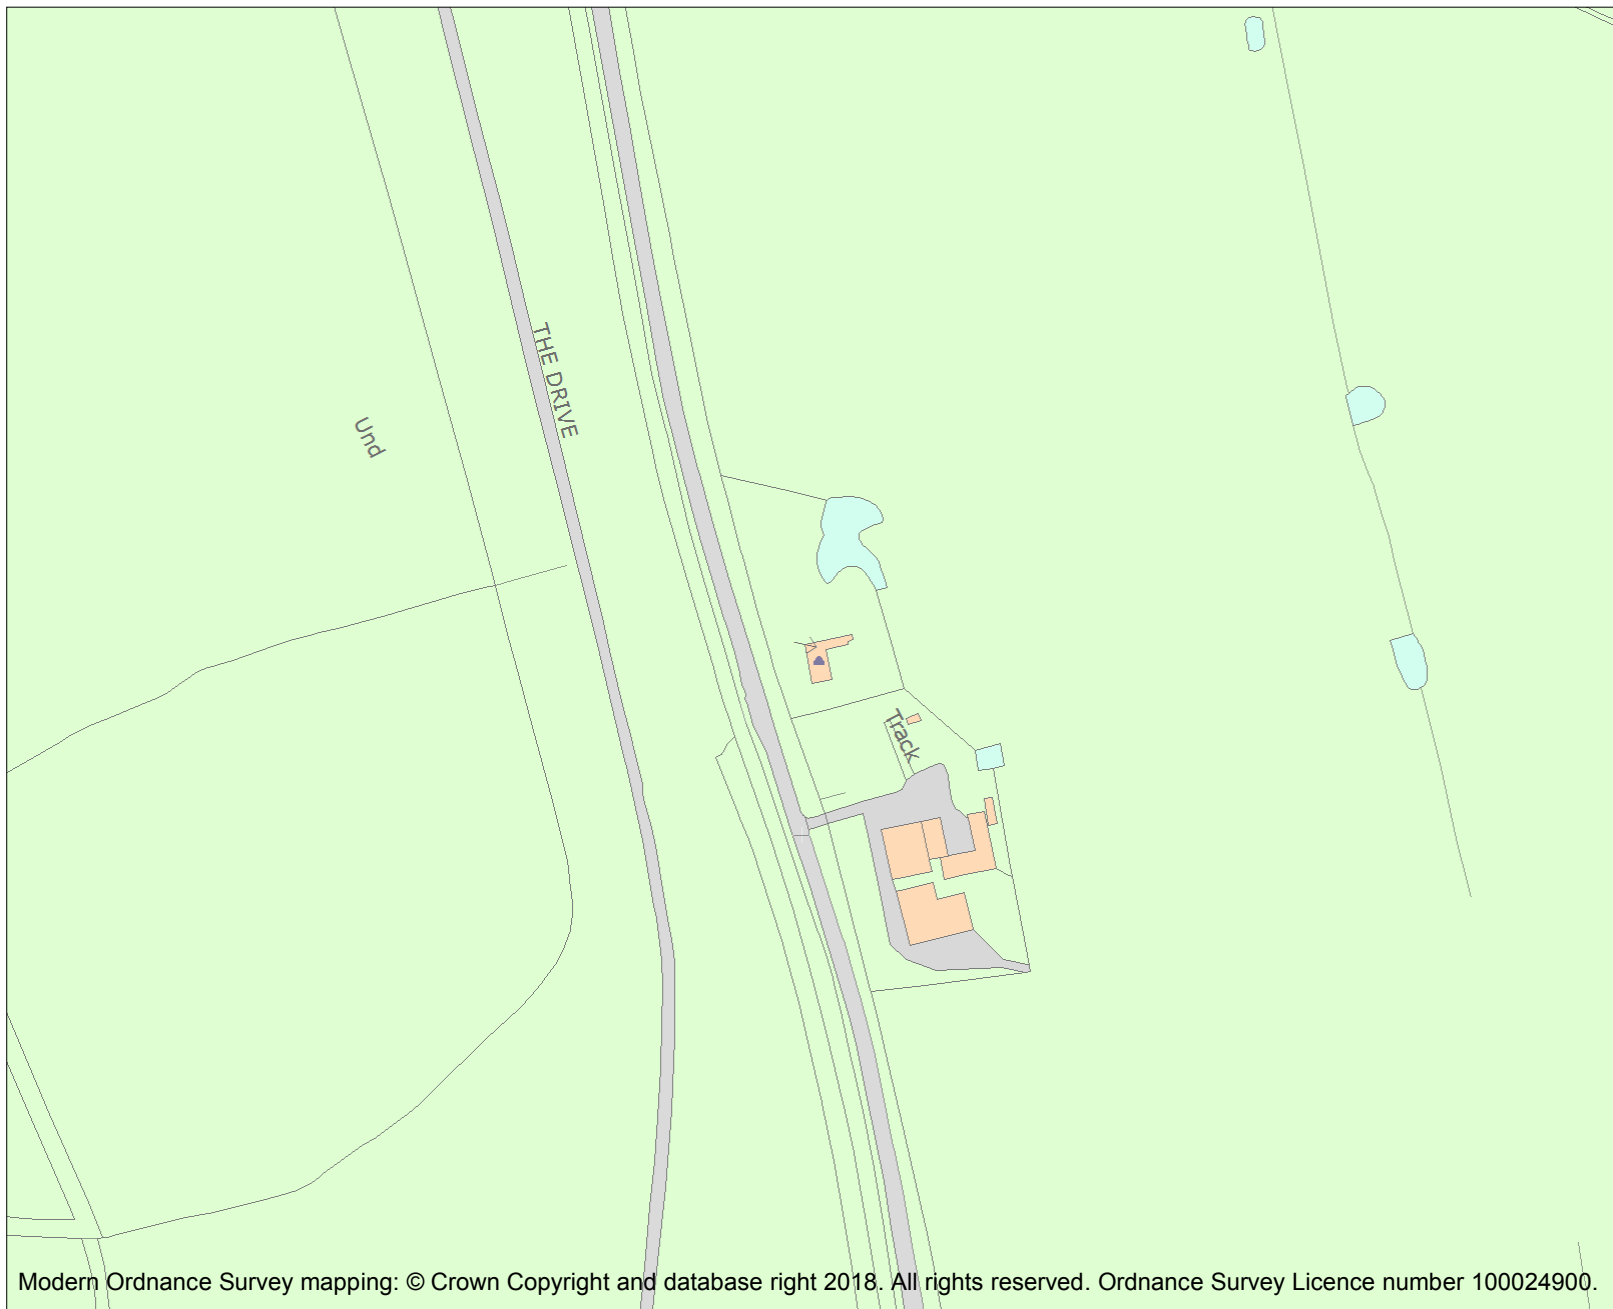 THE DRIVE
Und
Track
Modern Ordnance Survey mapping: © Crown Copyright and database right 2018. All rights reserved. Ordnance Survey Licence number 100024900.